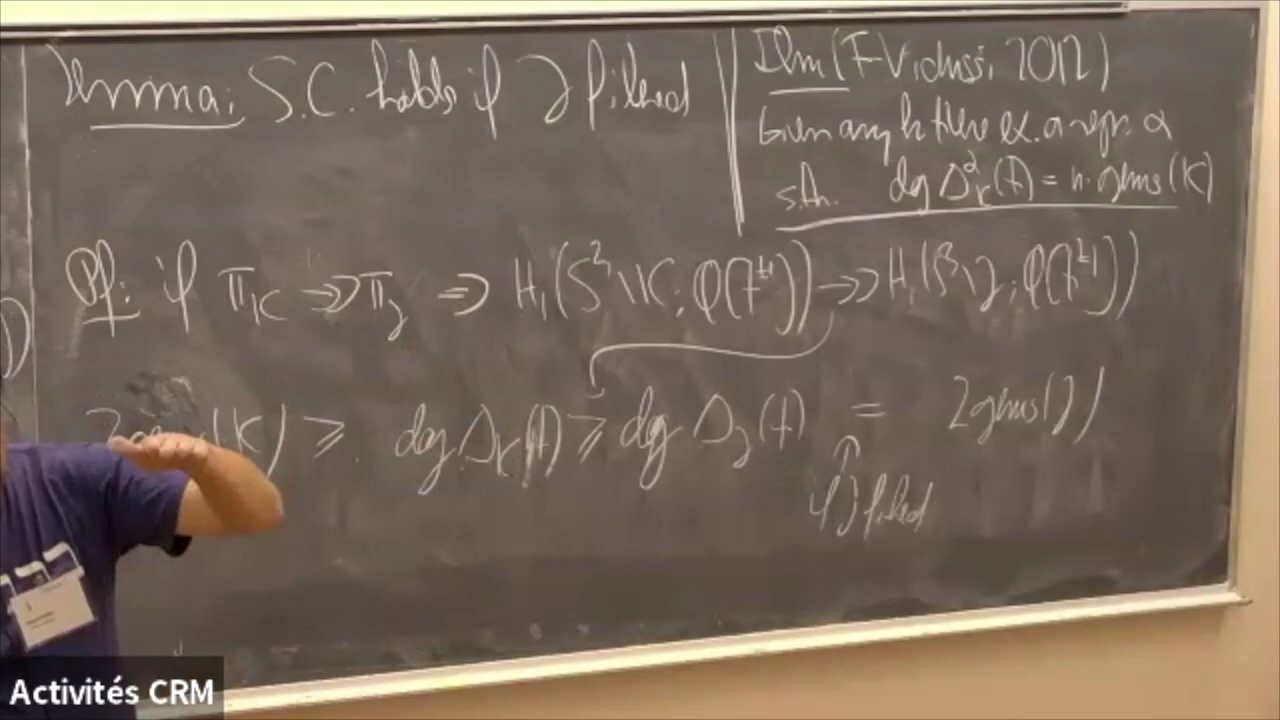 Lemma: S.C. holds if J fibered
Thm (F-Vidussi 2012)
Given any K there ex. a repr. α
s.th. deg Δ^α_K(t) = n·genus(K)
Pf: if π_K ↠ π_J ⇒ H_1(S^3\K; Q[t^{±1}]) ↠ H_1(S^3\J; Q[t^{±1}])
(K) ≥ deg Δ_K(t) ≥ deg Δ_J(t) = 2genus(J)
↑
if J fibered
Activités CRM